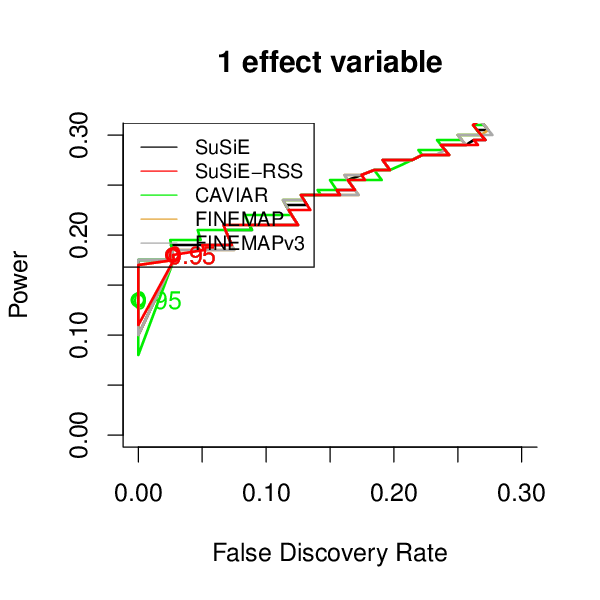 1 effect variable
SuSiE
SuSiE−RSS
CAVIAR
FINEMAP
FINEMAPv3
0.95
95
Power
0.00
0.10
0.20
0.30
0.00
0.10
0.20
0.30
False Discovery Rate